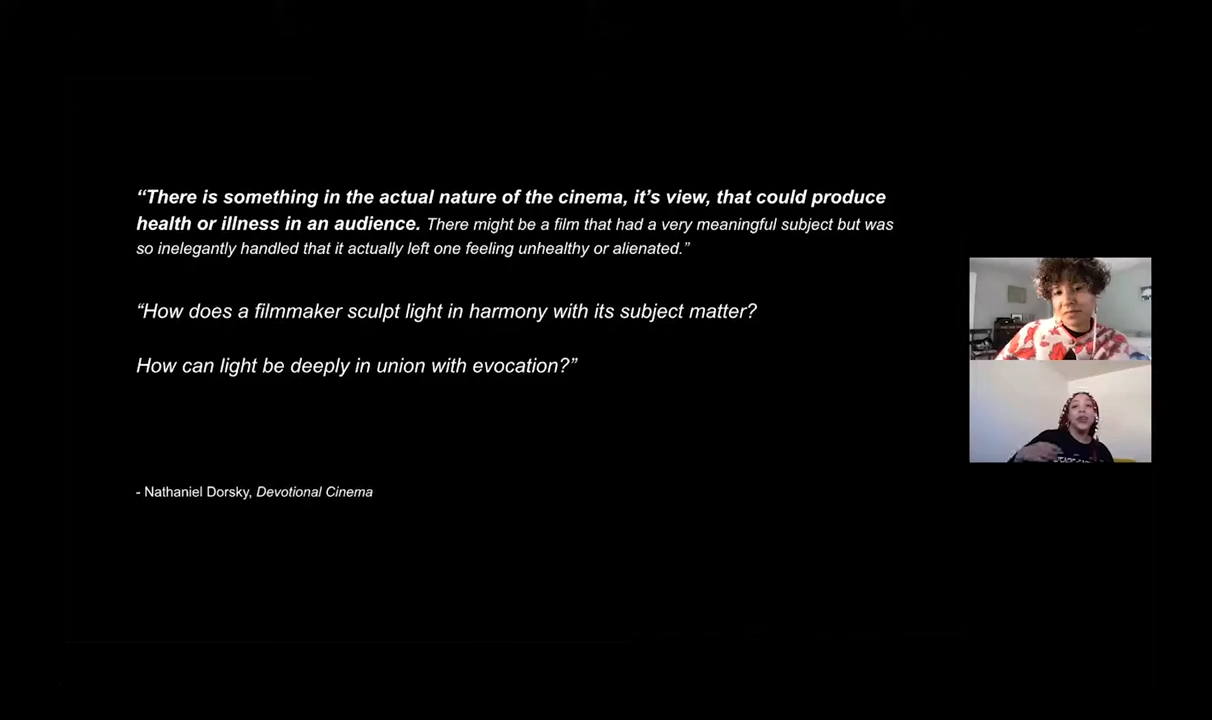 “There is something in the actual nature of the cinema, it’s view, that could produce
health or illness in an audience. There might be a film that had a very meaningful subject but was
so inelegantly handled that it actually left one feeling unhealthy or alienated.”
“How does a filmmaker sculpt light in harmony with its subject matter?
How can light be deeply in union with evocation?”
- Nathaniel Dorsky, Devotional Cinema